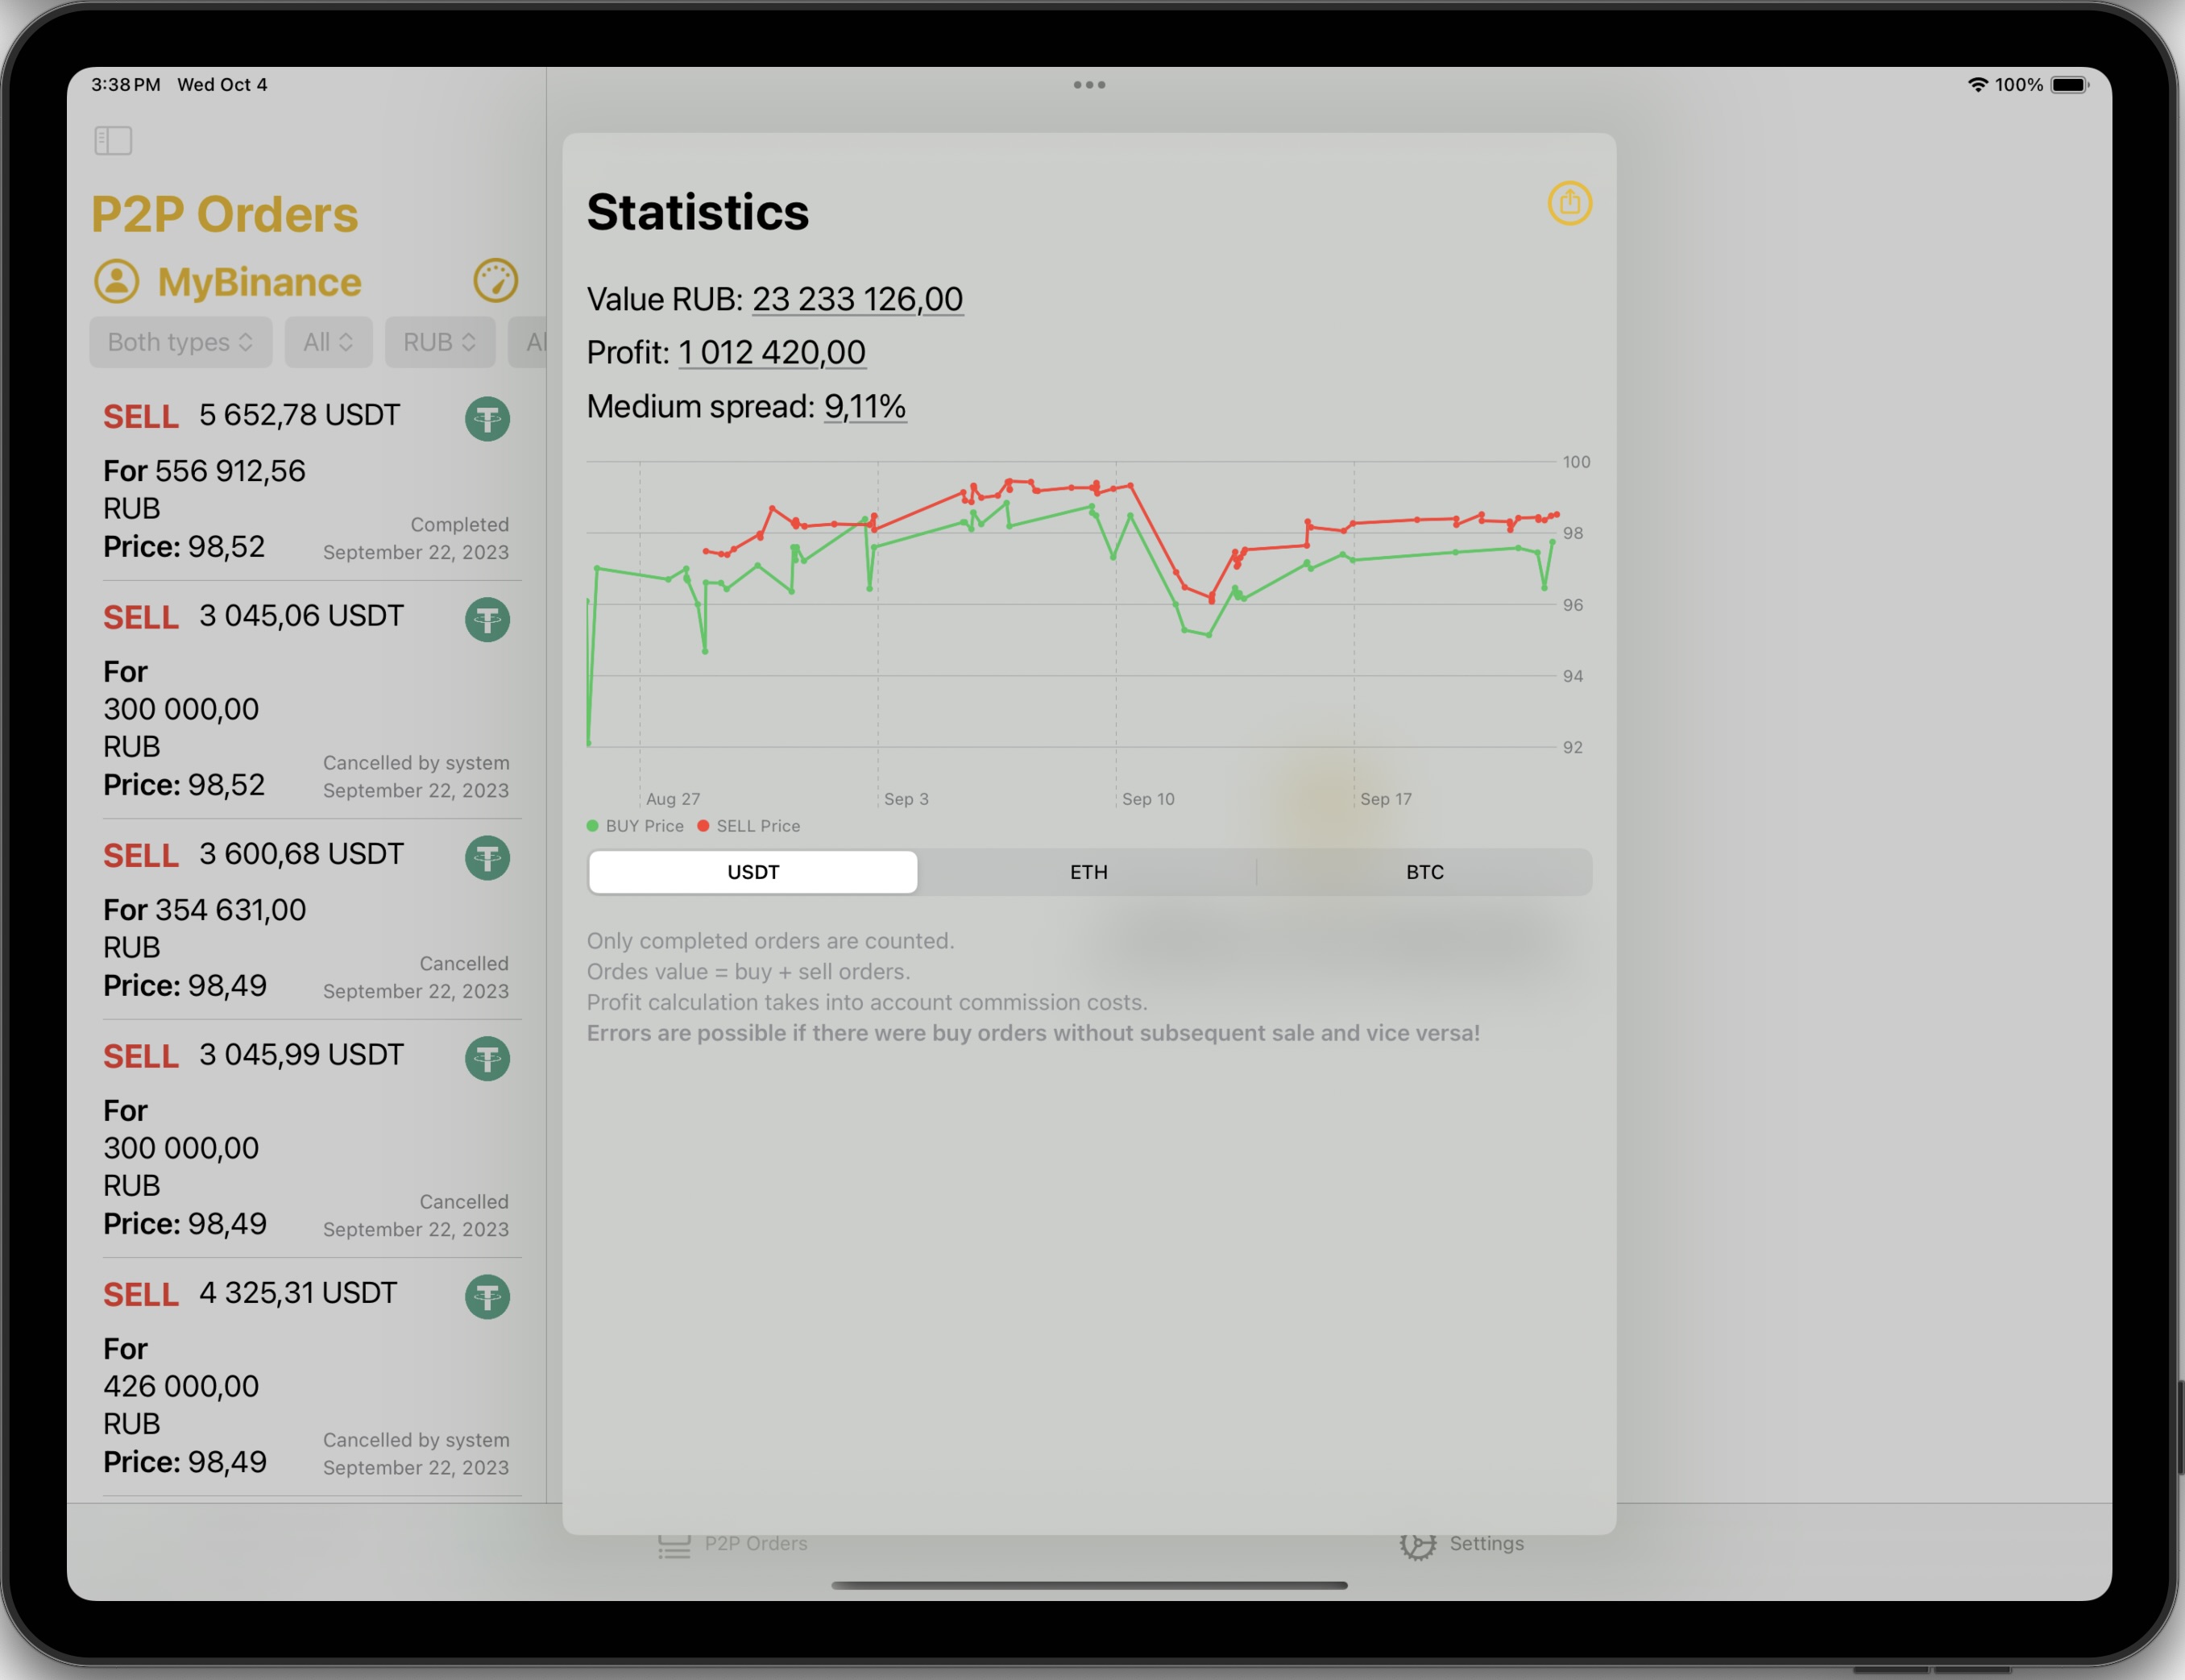 3:38 PM Wed Oct 4
100%
P2P Orders
MyBinance
Both types
All
RUB
SELL 5 652,78 USDT
For 556 912,56
RUB
Completed
Price: 98,52
September 22, 2023
SELL 3 045,06 USDT
For
300 000,00
RUB
Cancelled by system
Price: 98,52
September 22, 2023
SELL 3 600,68 USDT
For 354 631,00
RUB
Cancelled
Price: 98,49
September 22, 2023
SELL 3 045,99 USDT
For
300 000,00
RUB
Cancelled
Price: 98,49
September 22, 2023
SELL 4 325,31 USDT
For
426 000,00
RUB
Cancelled by system
Price: 98,49
September 22, 2023
Statistics
Value RUB: 23 233 126,00
Profit: 1 012 420,00
Medium spread: 9,11%
100
98
96
94
92
Aug 27
Sep 3
Sep 10
Sep 17
BUY Price
SELL Price
USDT
ETH
BTC
Only completed orders are counted.
Ordes value = buy + sell orders.
Profit calculation takes into account commission costs.
Errors are possible if there were buy orders without subsequent sale and vice versa!
P2P Orders
Settings